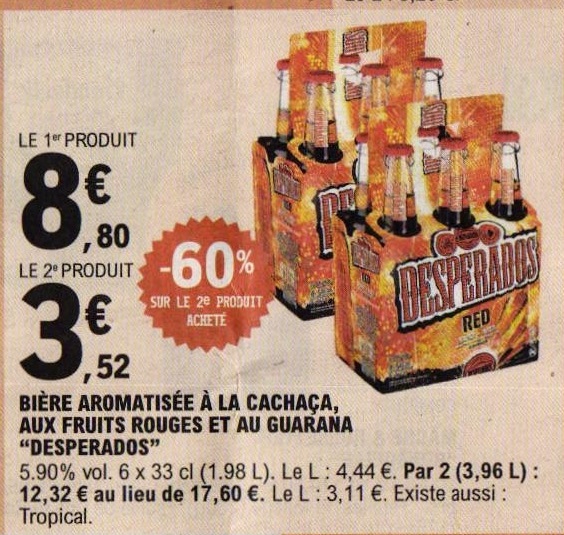 LE 1er PRODUIT
8€,80
LE 2e PRODUIT
3€,52
-60%
SUR LE 2e PRODUIT
ACHETÉ
DESPERADOS
RED
BIÈRE AROMATISÉE À LA CACHAÇA,
AUX FRUITS ROUGES ET AU GUARANA
“DESPERADOS”
5.90% vol. 6 x 33 cl (1.98 L). Le L : 4,44 €. Par 2 (3,96 L) :
12,32 € au lieu de 17,60 €. Le L : 3,11 €. Existe aussi :
Tropical.